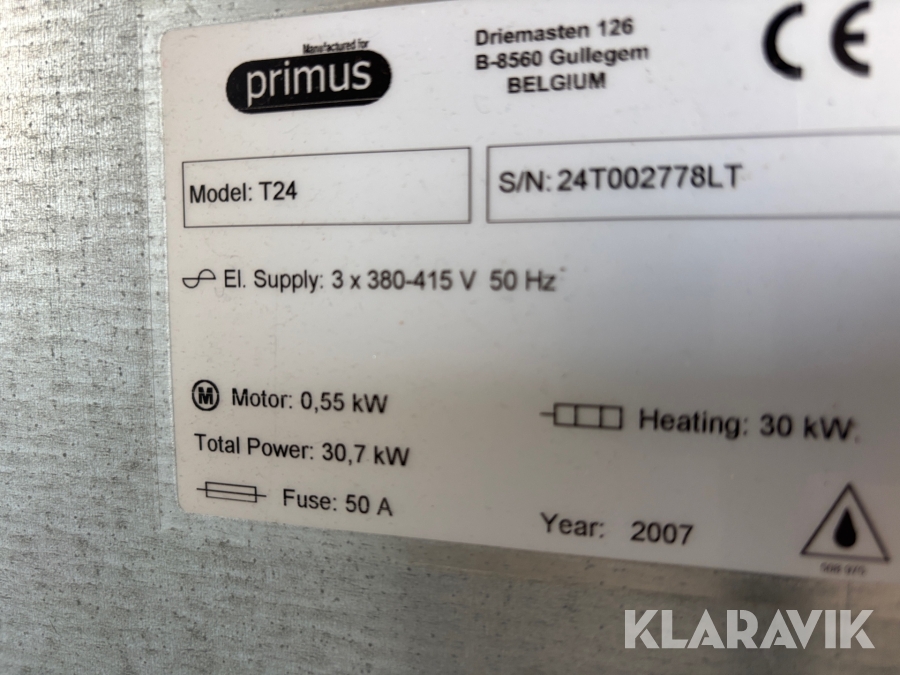 Manufactured for
primus
Driemasten 126
B-8560 Gullegem
BELGIUM
CE
Model: T24
S/N: 24T002778LT
El. Supply: 3 x 380-415 V 50 Hz
M Motor: 0,55 kW
Heating: 30 kW
Total Power: 30,7 kW
Fuse: 50 A
Year: 2007
KLARAVIK